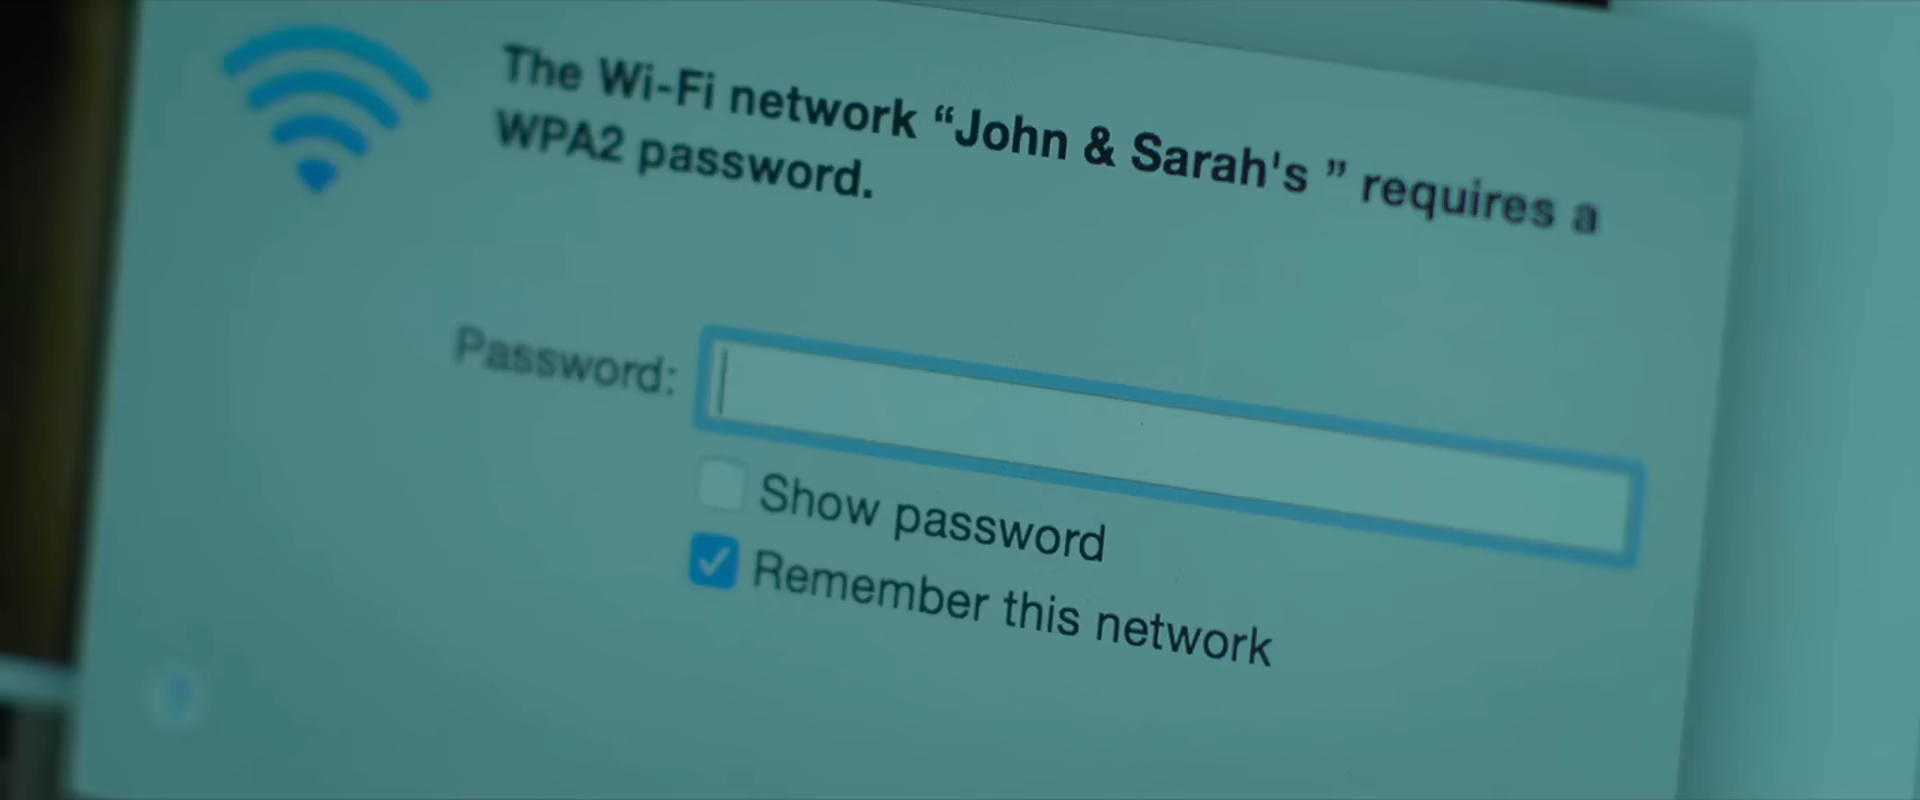 The Wi-Fi network “John & Sarah's ” requires a
WPA2 password.
Password:
Show password
Remember this network